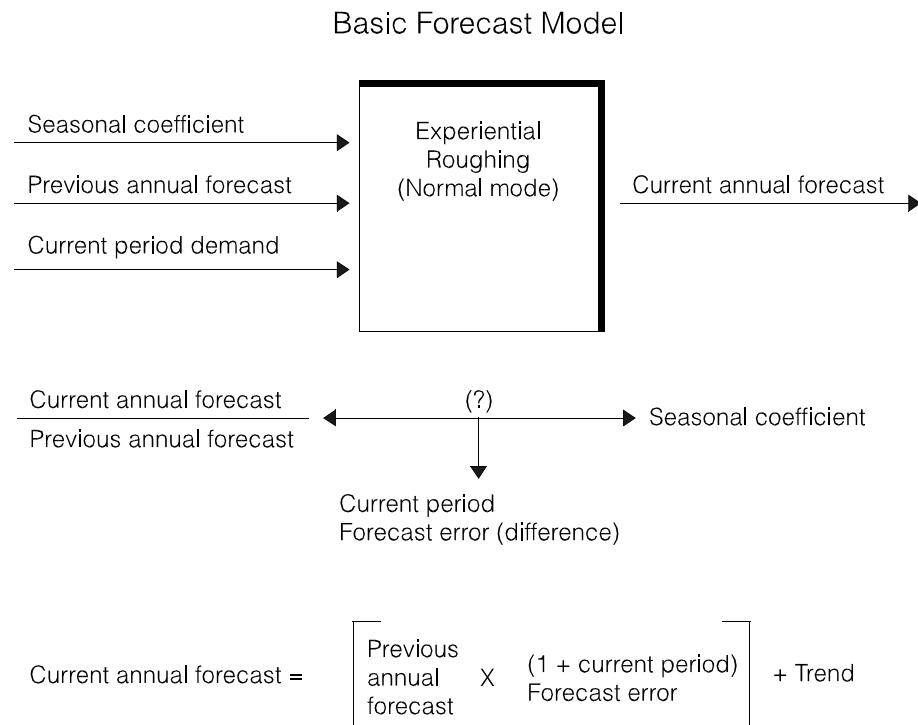 Basic Forecast Model
Seasonal coefficient
Previous annual forecast
Current period demand
Experiential
Roughing
(Normal mode)
Current annual forecast
Current annual forecast
Previous annual forecast
(?)
Seasonal coefficient
Current period
Forecast error (difference)
Current annual forecast =
Previous
annual
forecast
X
(1 + current period)
Forecast error
+ Trend